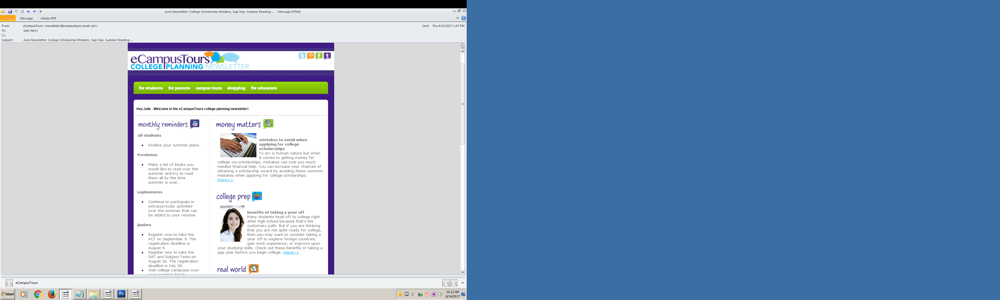 June Newsletter: College Scholarship Mistakes, Gap Year, Summer Reading ... - Message (HTML)
File Message Adobe PDF
From: eCampusTours <newsletter@ecampustours-email.com>
Sent: Thu 6/15/2017 1:47 PM
To: Julie Henry
Cc:
Subject: June Newsletter: College Scholarship Mistakes, Gap Year, Summer Reading ...
eCampusTours
COLLEGE PLANNING NEWSLETTER
for students for parents campus tours shopping for educators
Hey Julie - Welcome to the eCampusTours college planning newsletter!
monthly reminders
all students
• Finalize your summer plans.
freshmen
• Make a list of books you
would like to read over the
summer and try to read
them all by the time
summer is over.
sophomores
• Continue to participate in
extracurricular activities
over the summer that can
be added to your resume.
juniors
• Register now to take the
ACT on September 9. The
registration deadline is
August 4.
• Register now to take the
SAT and Subject Tests on
August 26. The registration
deadline is July 28.
• Visit college campuses over
your summer break
money matters
mistakes to avoid when
applying for college
scholarships
To err is human nature but when
it comes to getting money for
college via scholarships, mistakes can cost you much
needed financial help. You can increase your chances of
obtaining a scholarship award by avoiding these common
mistakes when applying for college scholarships.
more>>
college prep
benefits of taking a year off
Many students head off to college right
after high school because that's the
customary path. But if you are thinking
that you are not quite ready for college,
then you may want to consider taking a
year off to explore foreign countries,
gain work experience, or improve upon
your studying skills. Check out these benefits of taking a
gap year before you begin college. more>>
real world
eCampusTours
Start
Ps
10:12 AM
8/14/2017